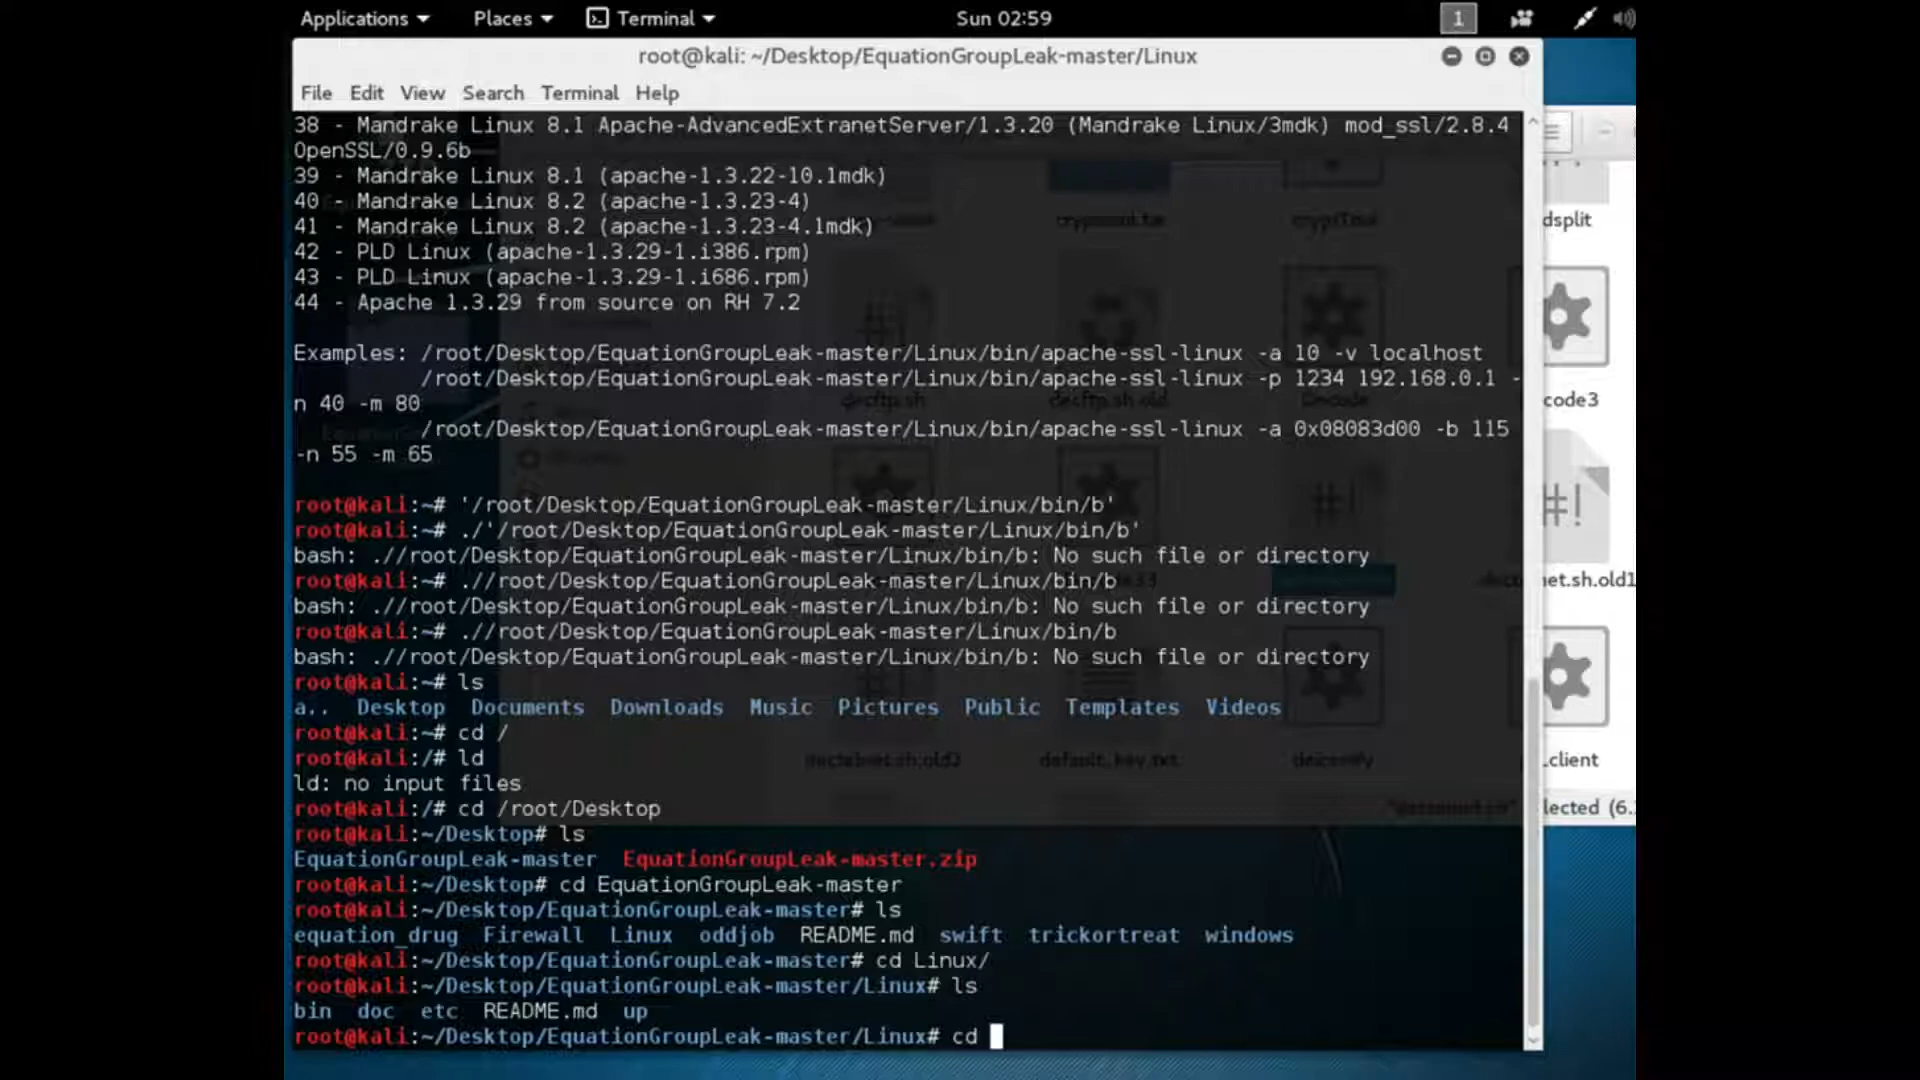 Applications Places Terminal Sun 02:59 1
root@kali: ~/Desktop/EquationGroupLeak-master/Linux
File Edit View Search Terminal Help
38 - Mandrake Linux 8.1 Apache-AdvancedExtranetServer/1.3.20 (Mandrake Linux/3mdk) mod_ssl/2.8.4
OpenSSL/0.9.6b
39 - Mandrake Linux 8.1 (apache-1.3.22-10.1mdk)
40 - Mandrake Linux 8.2 (apache-1.3.23-4)
41 - Mandrake Linux 8.2 (apache-1.3.23-4.1mdk)
42 - PLD Linux (apache-1.3.29-1.i386.rpm)
43 - PLD Linux (apache-1.3.29-1.i686.rpm)
44 - Apache 1.3.29 from source on RH 7.2
Examples: /root/Desktop/EquationGroupLeak-master/Linux/bin/apache-ssl-linux -a 10 -v localhost
/root/Desktop/EquationGroupLeak-master/Linux/bin/apache-ssl-linux -p 1234 192.168.0.1 -
n 40 -m 80
/root/Desktop/EquationGroupLeak-master/Linux/bin/apache-ssl-linux -a 0x08083d00 -b 115
-n 55 -m 65
root@kali:~# '/root/Desktop/EquationGroupLeak-master/Linux/bin/b'
root@kali:~# ./'/root/Desktop/EquationGroupLeak-master/Linux/bin/b'
bash: .//root/Desktop/EquationGroupLeak-master/Linux/bin/b: No such file or directory
root@kali:~# .//root/Desktop/EquationGroupLeak-master/Linux/bin/b
bash: .//root/Desktop/EquationGroupLeak-master/Linux/bin/b: No such file or directory
root@kali:~# .//root/Desktop/EquationGroupLeak-master/Linux/bin/b
bash: .//root/Desktop/EquationGroupLeak-master/Linux/bin/b: No such file or directory
root@kali:~# ls
a.. Desktop Documents Downloads Music Pictures Public Templates Videos
root@kali:~# cd /
root@kali:/# ld
ld: no input files
root@kali:/# cd /root/Desktop
root@kali:~/Desktop# ls
EquationGroupLeak-master EquationGroupLeak-master.zip
root@kali:~/Desktop# cd EquationGroupLeak-master
root@kali:~/Desktop/EquationGroupLeak-master# ls
equation_drug Firewall Linux oddjob README.md swift trickortreat windows
root@kali:~/Desktop/EquationGroupLeak-master# cd Linux/
root@kali:~/Desktop/EquationGroupLeak-master/Linux# ls
bin doc etc README.md up
root@kali:~/Desktop/EquationGroupLeak-master/Linux# cd
dsplit
code3
et.sh.old1
_client
lected (6.